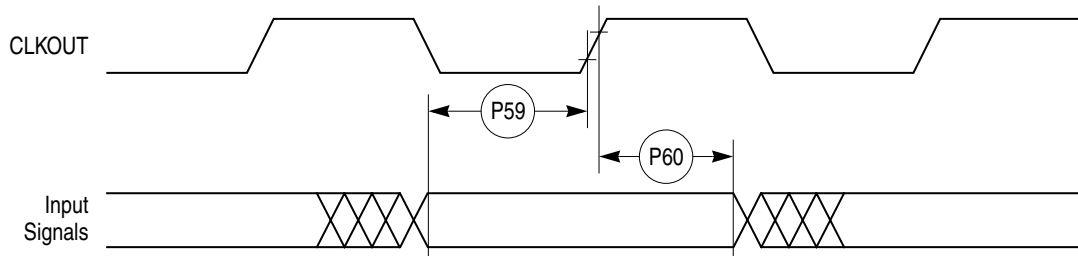 CLKOUT
P59
P60
Input
Signals